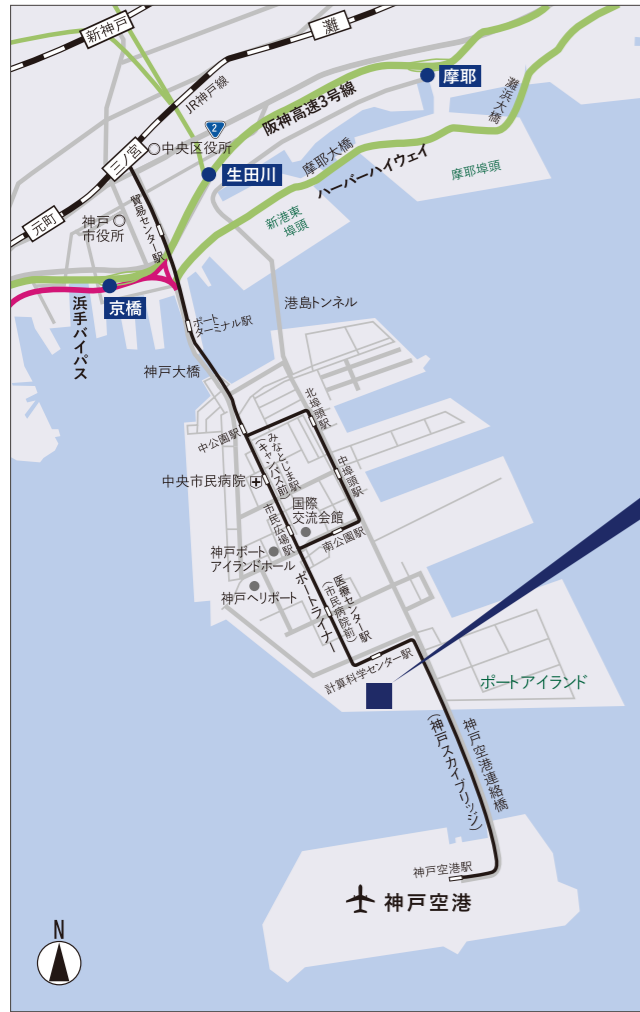 新神戸
灘
JR神戸線
阪神高速3号線
摩耶
灘浜大橋
2
三ノ宮
中央区役所
生田川
摩耶大橋
ハーバーハイウェイ
摩耶埠頭
元町
神戸
市役所
貿易センター駅
新港東
埠頭
京橋
浜手バイパス
ポート
ターミナル駅
港島トンネル
神戸大橋
北埠頭駅
中公園駅
みなとじま駅
(キャンパス前)
中埠頭駅
中央市民病院
市民広場駅
国際
交流会館
南公園駅
神戸ポート
アイランドホール
神戸ヘリポート
ポートライナー
医療センター駅
(市民病院前)
計算科学センター駅
ポートアイランド
神戸空港連絡橋
(神戸スカイブリッジ)
神戸空港駅
神戸空港
N